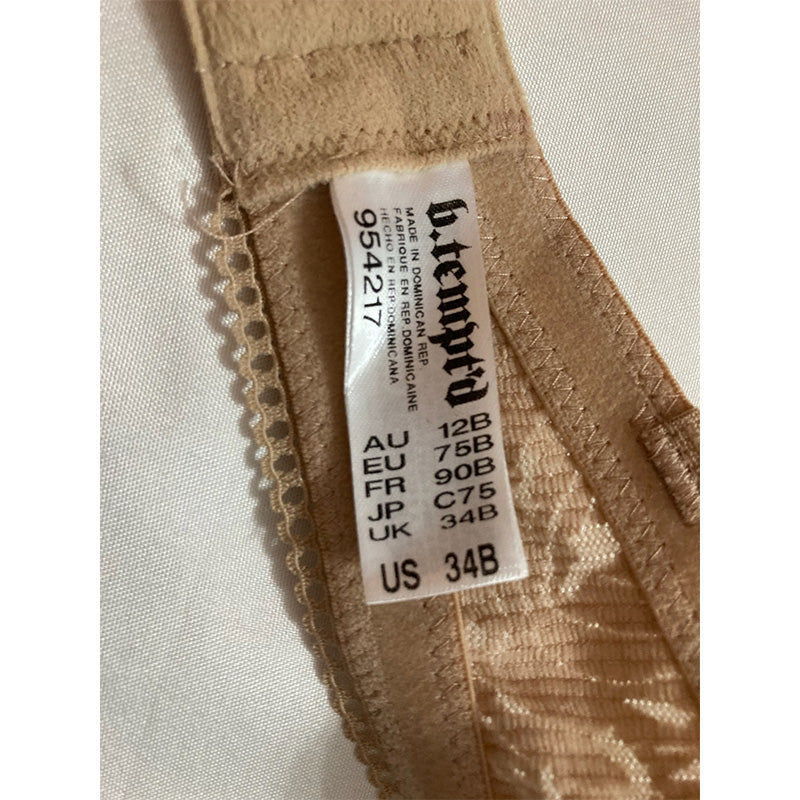 b.tempt'd
MADE IN DOMINICAN REP.
FABRIQUE EN REP.DOMINICAINE
HECHO EN REP.DOMINICANA
954217
AU 12B
EU 75B
FR 90B
JP C75
UK 34B
US 34B